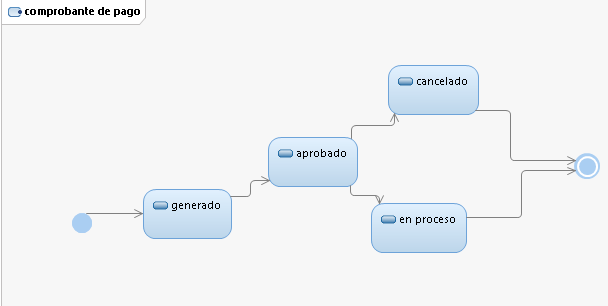 comprobante de pago
cancelado
aprobado
generado
en proceso